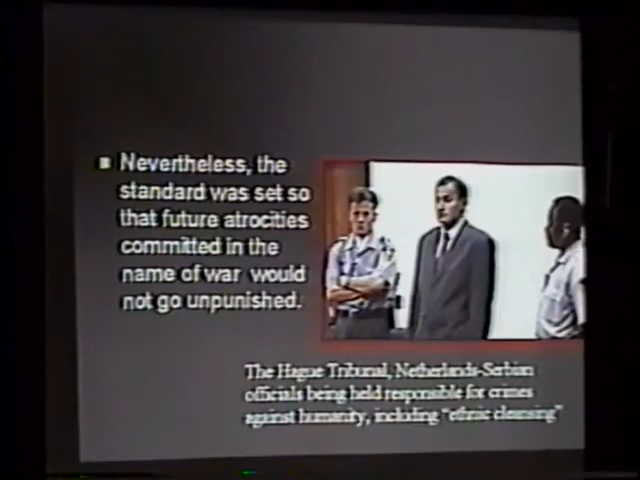 Nevertheless, the
standard was set so
that future atrocities
committed in the
name of war would
not go unpunished.
The Hague Tribunal, Netherlands-Serbian
officials being held responsible for crimes
against humanity, including "ethnic cleansing"